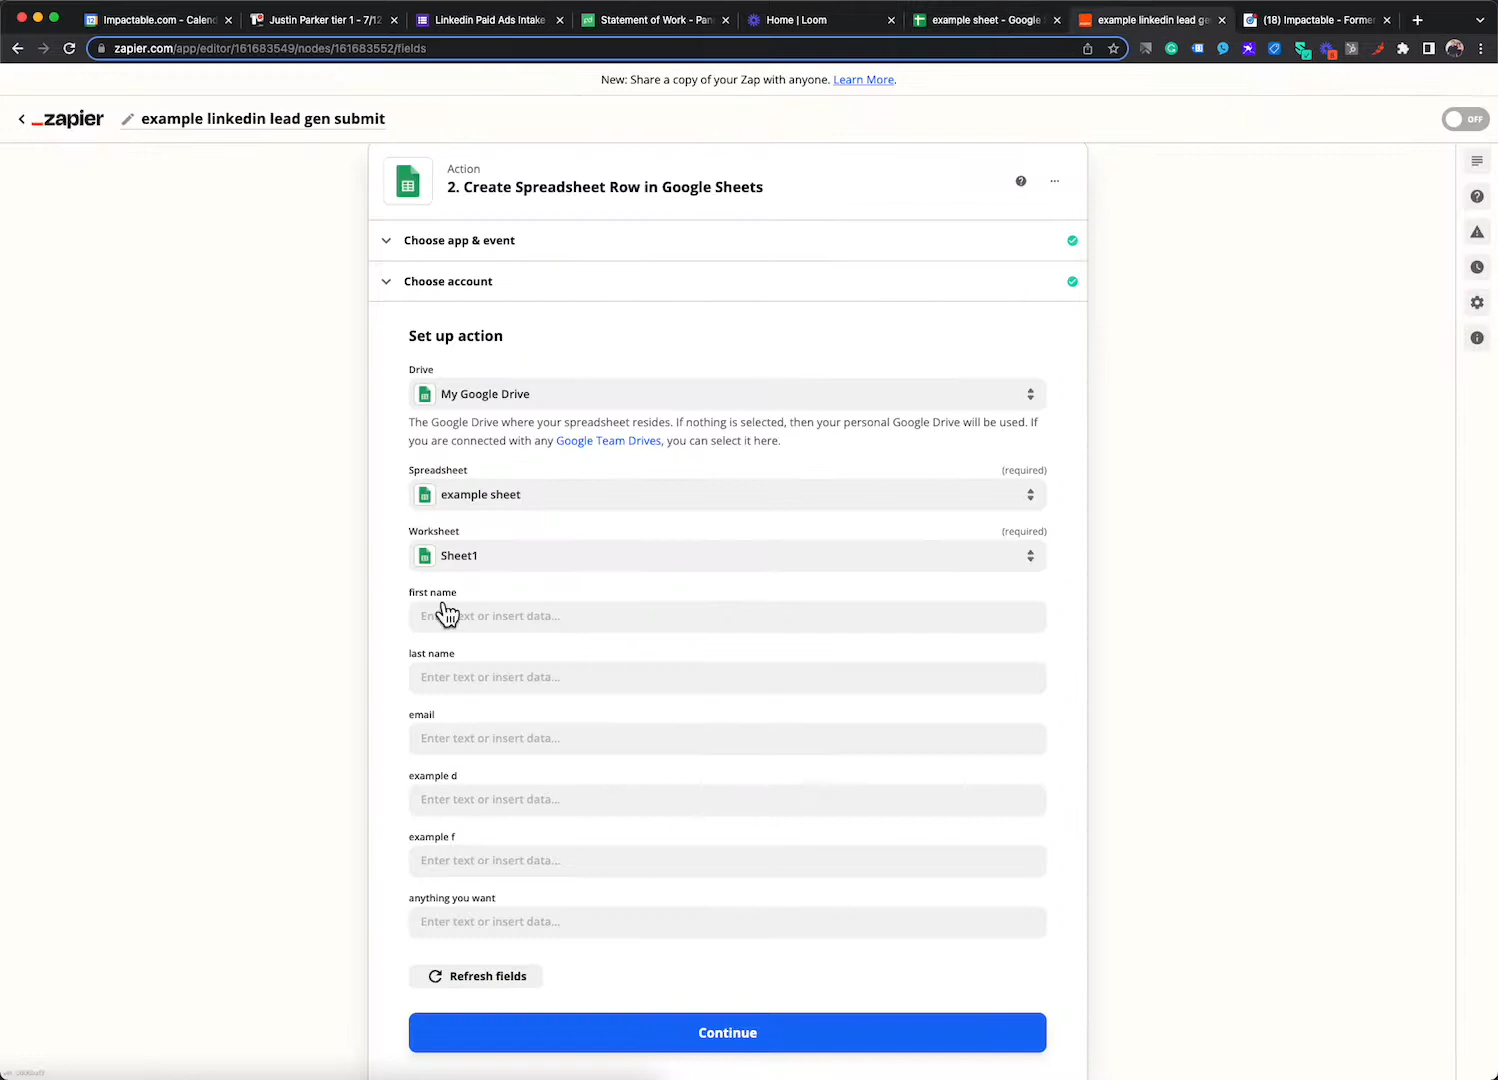 Impactable.com - Calend
Justin Parker tier 1 - 7/12
Linkedin Paid Ads Intake
Statement of Work - Pan
Home | Loom
example sheet - Google
example linkedin lead ge
(18) Impactable - Former
zapier.com/app/editor/161683549/nodes/161683552/fields
New: Share a copy of your Zap with anyone. Learn More.
zapier
example linkedin lead gen submit
OFF
Action
2. Create Spreadsheet Row in Google Sheets
Choose app & event
Choose account
Set up action
Drive
My Google Drive
The Google Drive where your spreadsheet resides. If nothing is selected, then your personal Google Drive will be used. If
you are connected with any Google Team Drives, you can select it here.
Spreadsheet (required)
example sheet
Worksheet (required)
Sheet1
first name
text or insert data...
last name
Enter text or insert data...
email
Enter text or insert data...
example d
Enter text or insert data...
example f
Enter text or insert data...
anything you want
Enter text or insert data...
Refresh fields
Continue